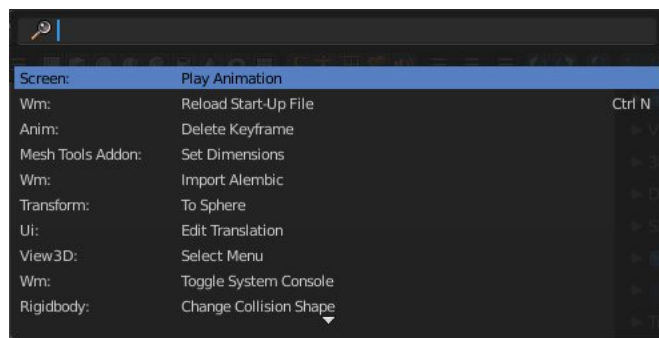 Screen: Play Animation
Wm: Reload Start-Up File Ctrl N
Anim: Delete Keyframe
Mesh Tools Addon: Set Dimensions
Wm: Import Alembic
Transform: To Sphere
Ui: Edit Translation
View3D: Select Menu
Wm: Toggle System Console
Rigidbody: Change Collision Shape